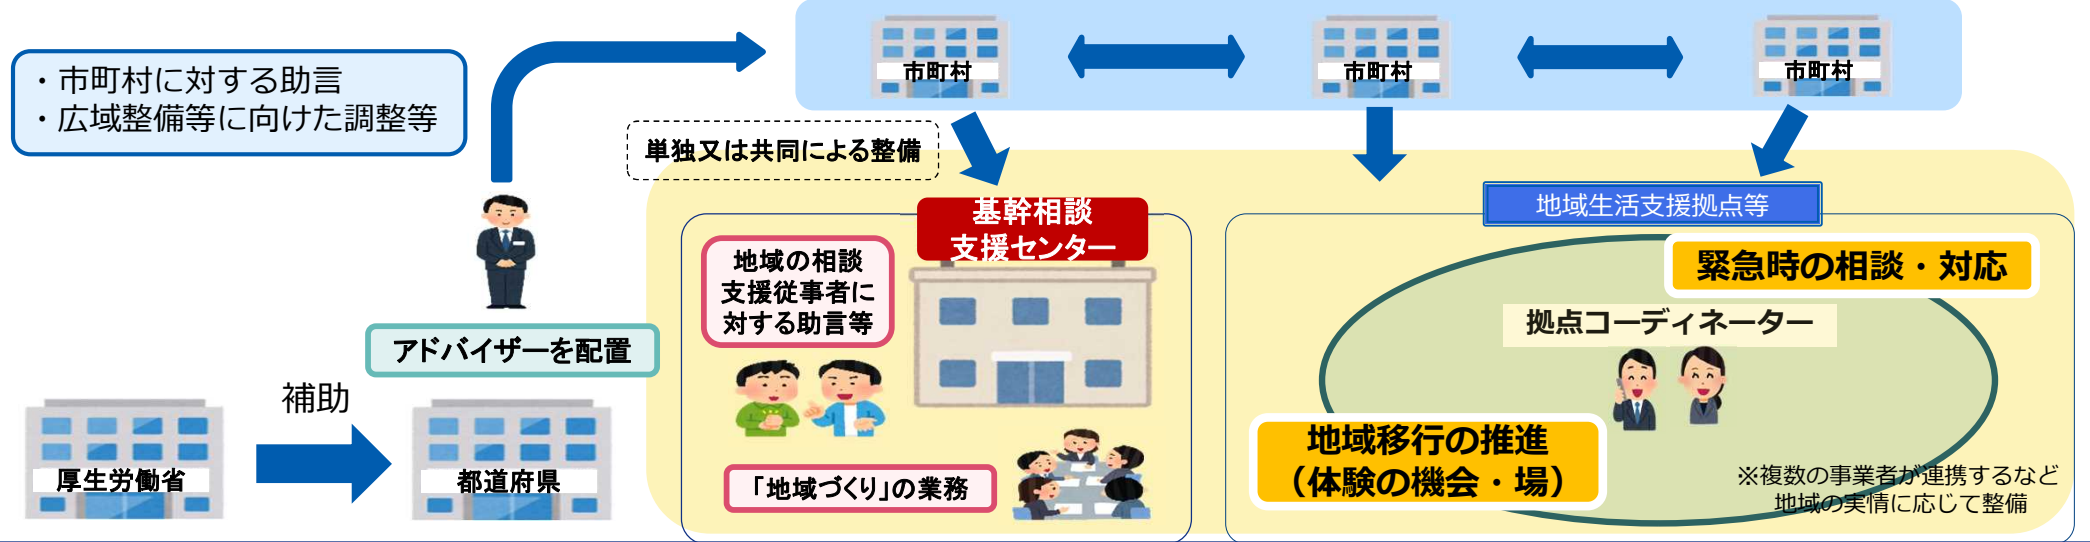 ・市町村に対する助言
・広域整備等に向けた調整等
市町村
市町村
市町村
単独又は共同による整備
アドバイザーを配置
補助
厚生労働省
都道府県
基幹相談
支援センター
地域の相談
支援従事者に
対する助言等
「地域づくり」の業務
地域生活支援拠点等
緊急時の相談・対応
拠点コーディネーター
地域移行の推進
（体験の機会・場）
※複数の事業者が連携するなど
地域の実情に応じて整備